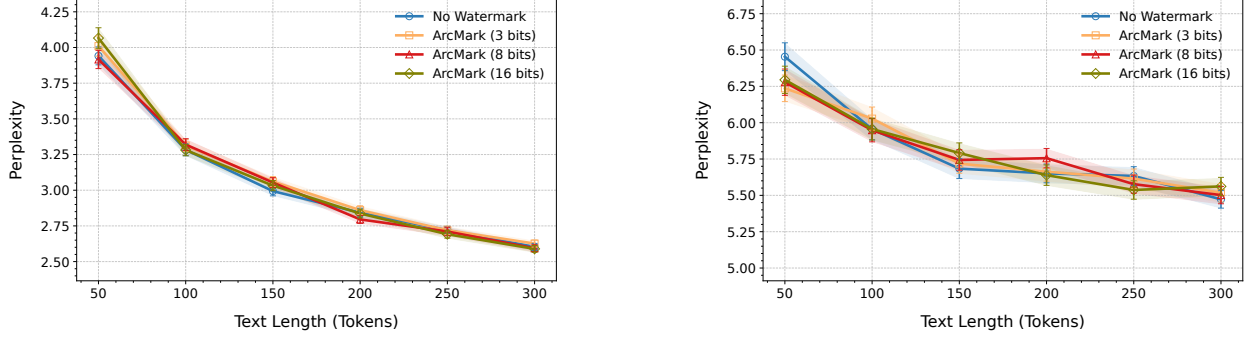 4.25
4.00
3.75
3.50
3.25
3.00
2.75
2.50
Perplexity
50 100 150 200 250 300
Text Length (Tokens)
No Watermark
ArcMark (3 bits)
ArcMark (8 bits)
ArcMark (16 bits)
6.75
6.50
6.25
6.00
5.75
5.50
5.25
5.00
Perplexity
50 100 150 200 250 300
Text Length (Tokens)
No Watermark
ArcMark (3 bits)
ArcMark (8 bits)
ArcMark (16 bits)